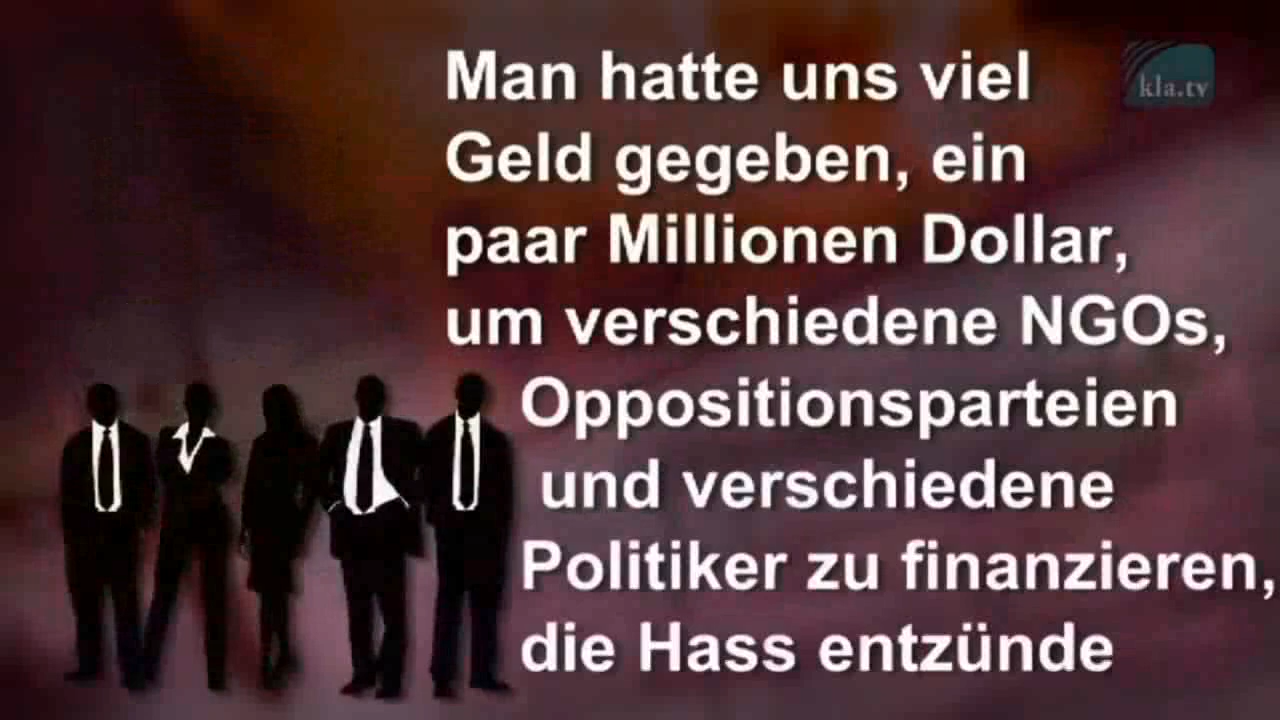 Man hatte uns viel
Geld gegeben, ein
paar Millionen Dollar,
um verschiedene NGOs,
Oppositionsparteien
und verschiedene
Politiker zu finanzieren,
die Hass entzünde
kla.tv